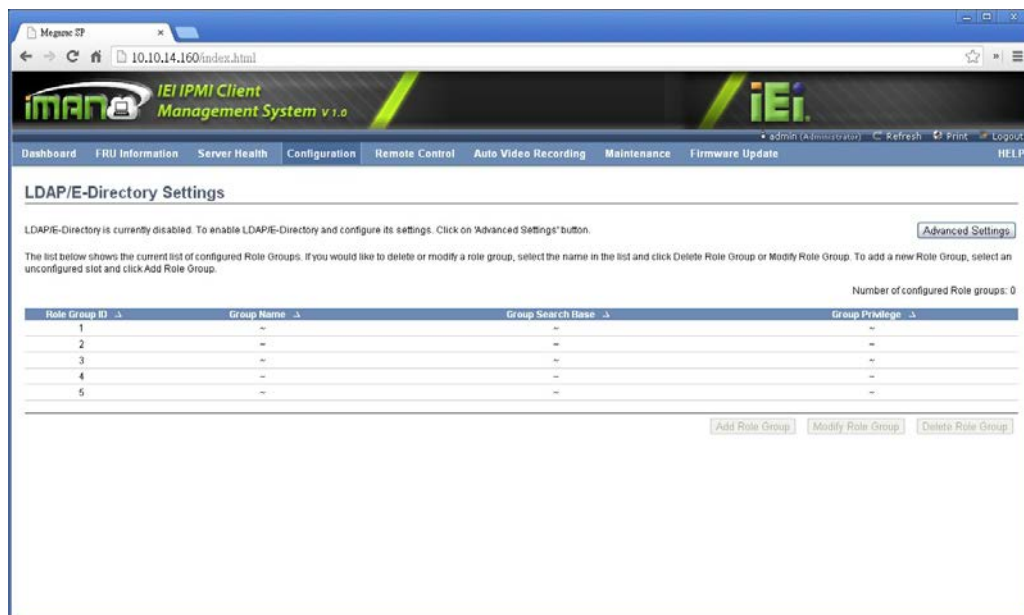 Megarac SP
10.10.14.160/index.html
iMAN
IEI IPMI Client
Management System v 1.0
iEi.
admin (Administrator) Refresh Print Logout
Dashboard FRU Information Server Health Configuration Remote Control Auto Video Recording Maintenance Firmware Update HELP
LDAP/E-Directory Settings
LDAP/E-Directory is currently disabled. To enable LDAP/E-Directory and configure its settings. Click on 'Advanced Settings' button.
Advanced Settings
The list below shows the current list of configured Role Groups. If you would like to delete or modify a role group, select the name in the list and click Delete Role Group or Modify Role Group. To add a new Role Group, select an
unconfigured slot and click Add Role Group.
Number of configured Role groups: 0
Role Group ID Group Name Group Search Base Group Privilege
1 ~ ~ ~
2 ~ ~ ~
3 ~ ~ ~
4 ~ ~ ~
5 ~ ~ ~
Add Role Group Modify Role Group Delete Role Group